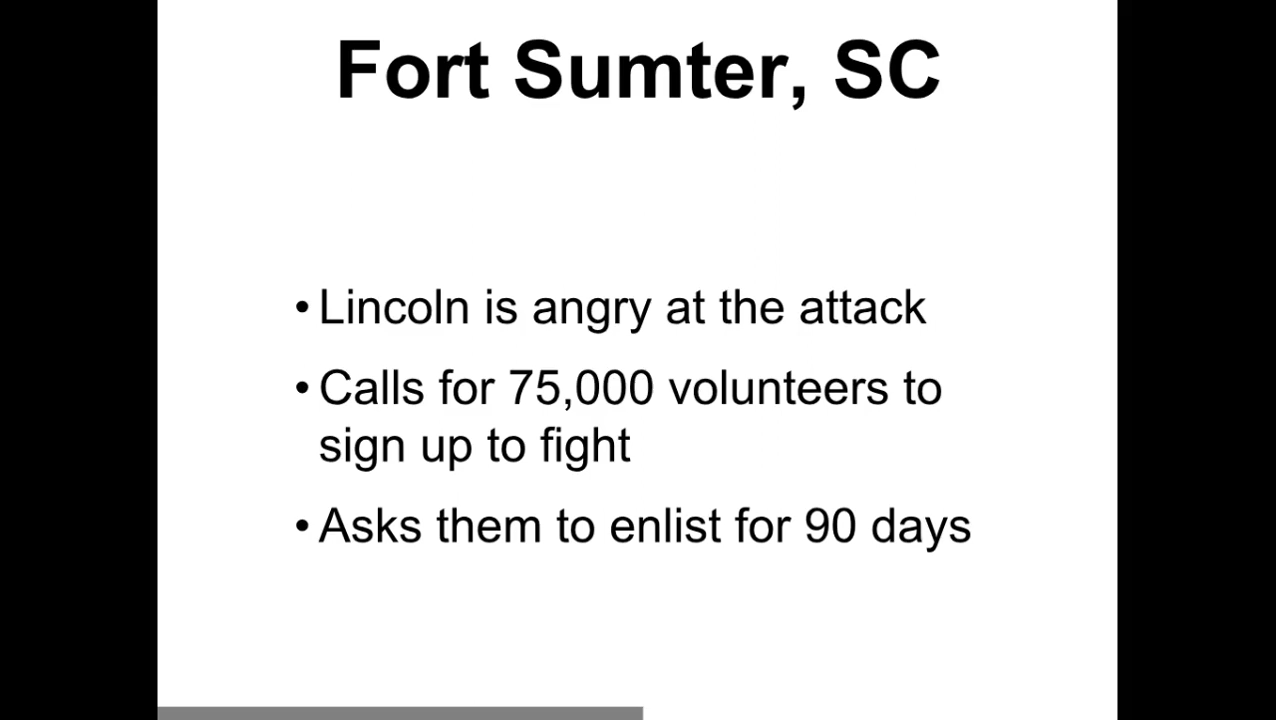 Fort Sumter, SC
• Lincoln is angry at the attack
• Calls for 75,000 volunteers to
sign up to fight
• Asks them to enlist for 90 days